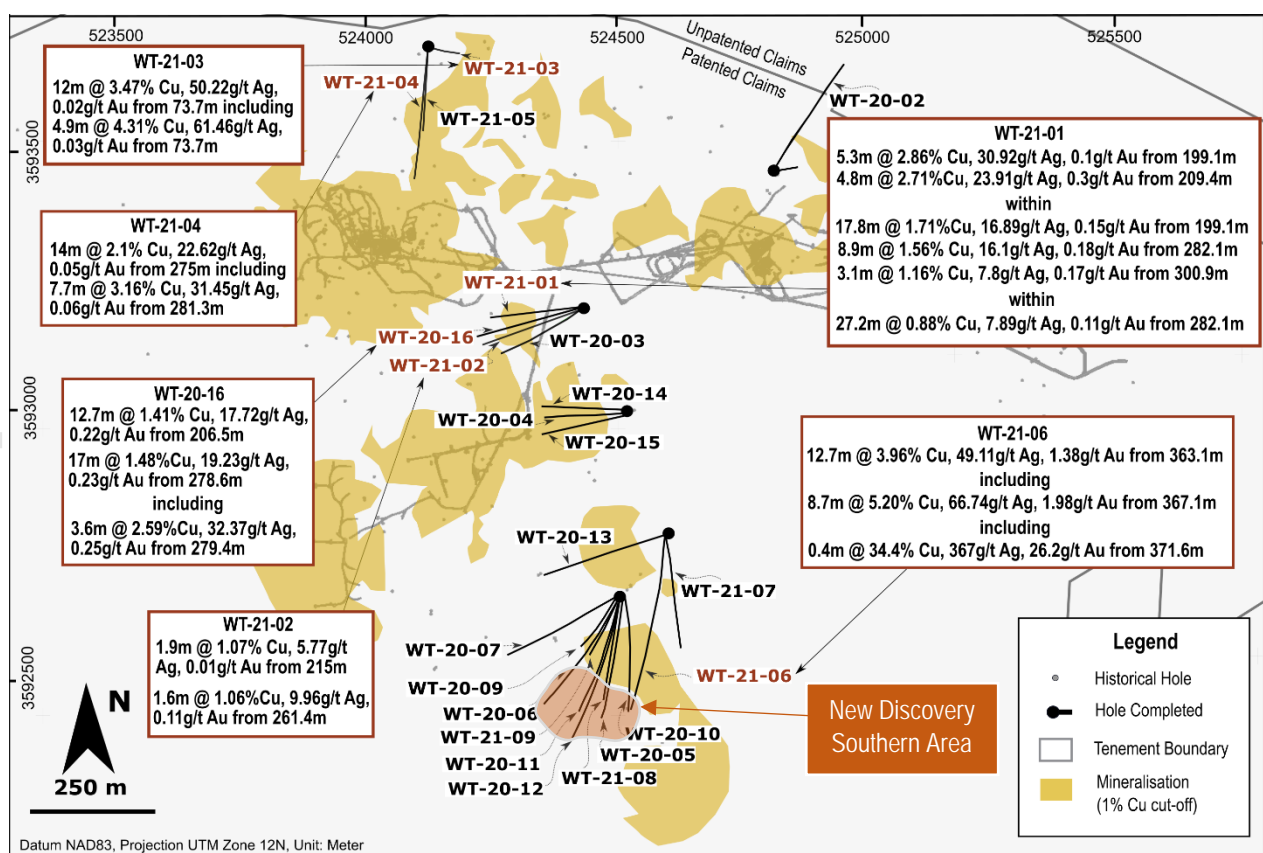 523500
524000
524500
525000
525500
Unpatented Claims
Patented Claims
3593500
3593000
3592500
WT-21-03
12m @ 3.47% Cu, 50.22g/t Ag,
0.02g/t Au from 73.7m including
4.9m @ 4.31% Cu, 61.46g/t Ag,
0.03g/t Au from 73.7m
WT-21-03
WT-21-04
WT-21-05
WT-20-02
WT-21-01
5.3m @ 2.86% Cu, 30.92g/t Ag, 0.1g/t Au from 199.1m
4.8m @ 2.71%Cu, 23.91g/t Ag, 0.3g/t Au from 209.4m
within
17.8m @ 1.71%Cu, 16.89g/t Ag, 0.15g/t Au from 199.1m
8.9m @ 1.56% Cu, 16.1g/t Ag, 0.18g/t Au from 282.1m
3.1m @ 1.16% Cu, 7.8g/t Ag, 0.17g/t Au from 300.9m
within
27.2m @ 0.88% Cu, 7.89g/t Ag, 0.11g/t Au from 282.1m
WT-21-04
14m @ 2.1% Cu, 22.62g/t Ag,
0.05g/t Au from 275m including
7.7m @ 3.16% Cu, 31.45g/t Ag,
0.06g/t Au from 281.3m
WT-21-01
WT-20-16
WT-20-03
WT-21-02
WT-20-14
WT-20-04
WT-20-15
WT-20-16
12.7m @ 1.41% Cu, 17.72g/t Ag,
0.22g/t Au from 206.5m
17m @ 1.48%Cu, 19.23g/t Ag,
0.23g/t Au from 278.6m
including
3.6m @ 2.59%Cu, 32.37g/t Ag,
0.25g/t Au from 279.4m
WT-21-06
12.7m @ 3.96% Cu, 49.11g/t Ag, 1.38g/t Au from 363.1m
including
8.7m @ 5.20% Cu, 66.74g/t Ag, 1.98g/t Au from 367.1m
including
0.4m @ 34.4% Cu, 367g/t Ag, 26.2g/t Au from 371.6m
WT-20-13
WT-21-07
WT-21-02
1.9m @ 1.07% Cu, 5.77g/t
Ag, 0.01g/t Au from 215m
1.6m @ 1.06%Cu, 9.96g/t Ag,
0.11g/t Au from 261.4m
WT-20-07
WT-21-06
WT-20-09
WT-20-06
WT-21-09
WT-20-10
WT-20-11
WT-20-05
WT-20-12
WT-21-08
New Discovery
Southern Area
Legend
Historical Hole
Hole Completed
Tenement Boundary
Mineralisation
(1% Cu cut-off)
N
250 m
Datum NAD83, Projection UTM Zone 12N, Unit: Meter